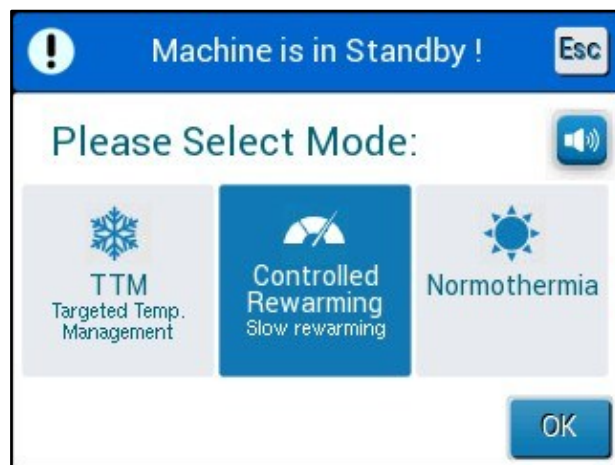 Machine is in Standby !
Esc
Please Select Mode:
TTM
Targeted Temp.
Management
Controlled
Rewarming
Slow rewarming
Normothermia
OK